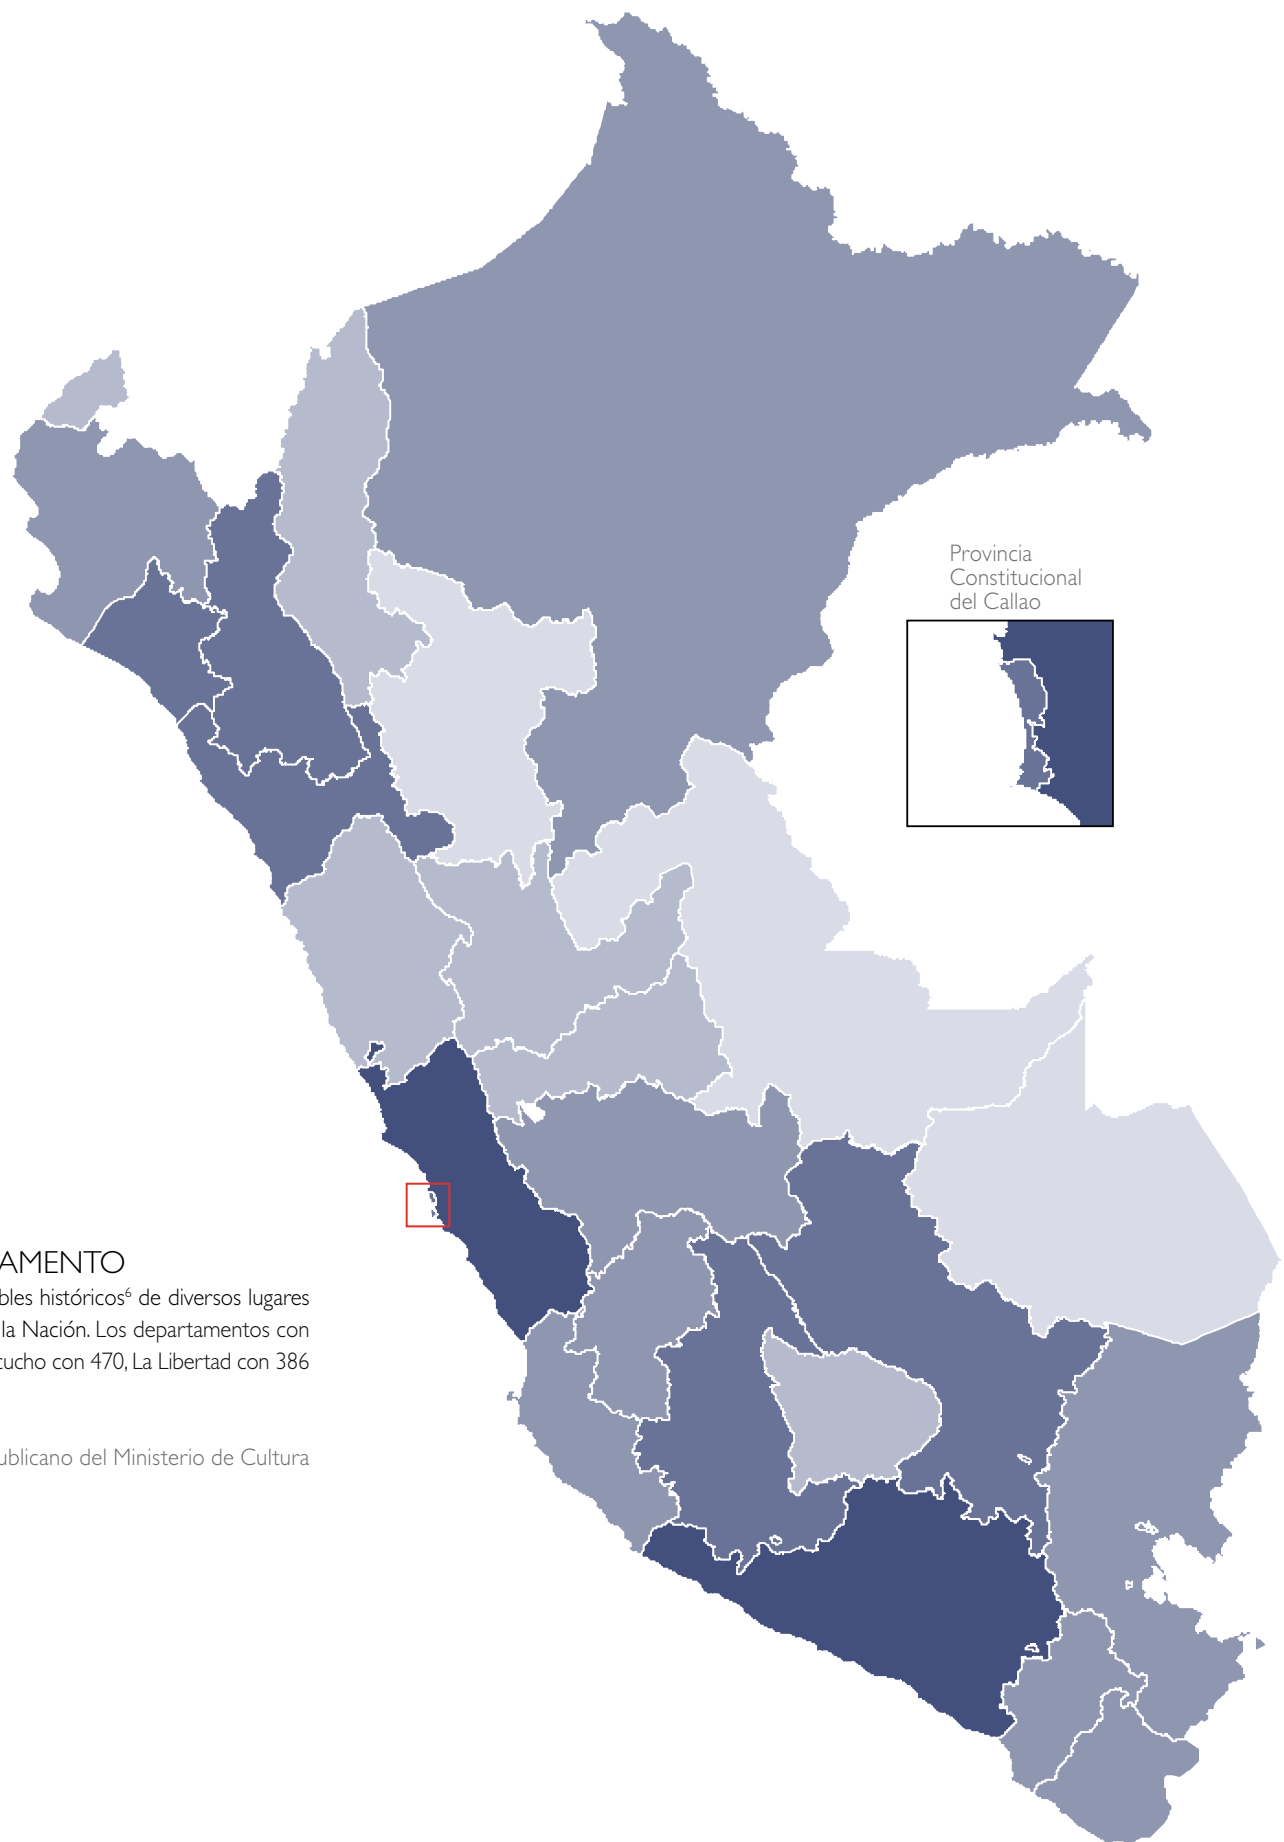 Provincia
Constitucional
del Callao
AMENTO
bles históricos⁶ de diversos lugares
la Nación. Los departamentos con
cucho con 470, La Libertad con 386
ublicano del Ministerio de Cultura